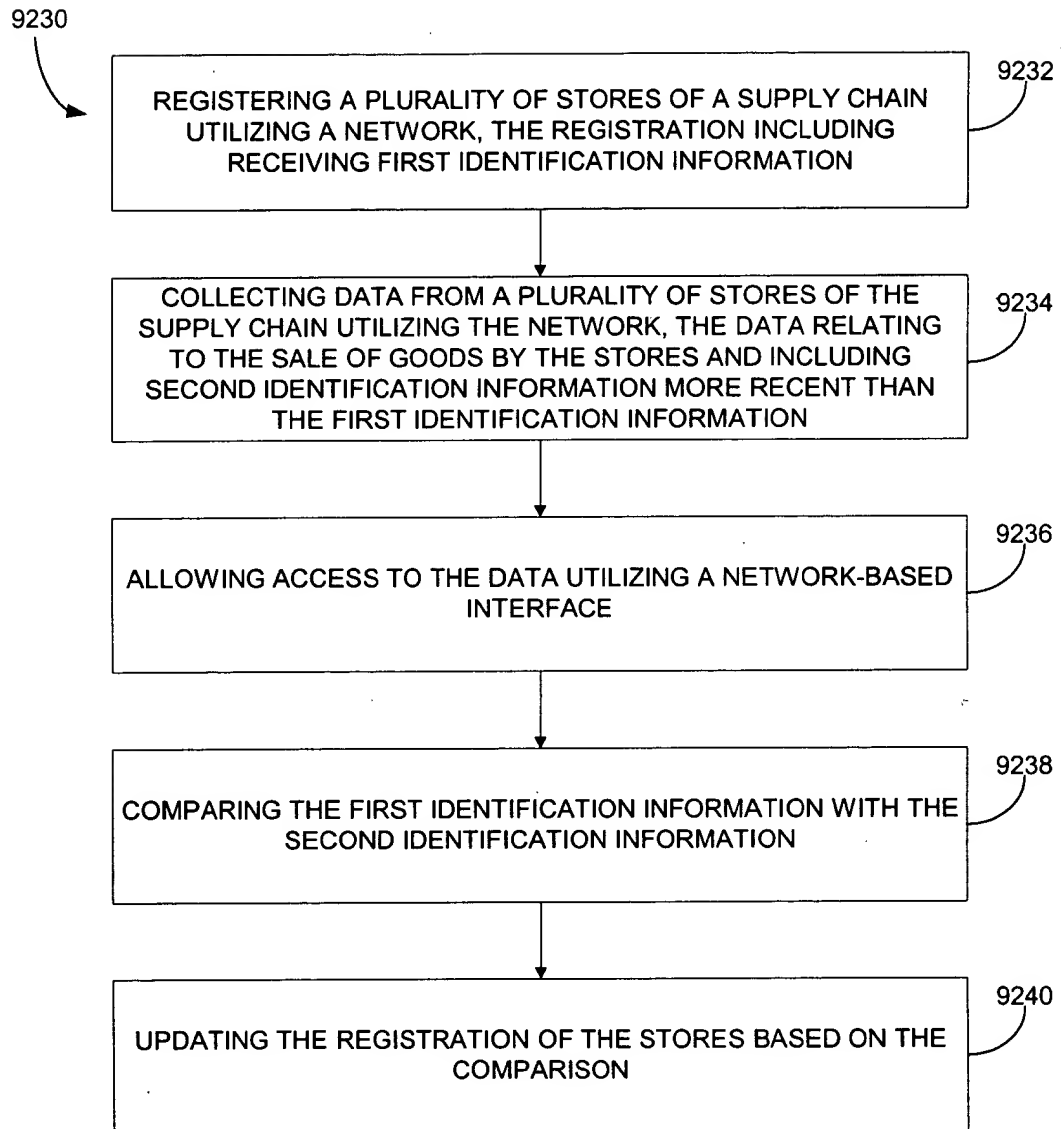 9230
9232
REGISTERING A PLURALITY OF STORES OF A SUPPLY CHAIN
UTILIZING A NETWORK, THE REGISTRATION INCLUDING
RECEIVING FIRST IDENTIFICATION INFORMATION
9234
COLLECTING DATA FROM A PLURALITY OF STORES OF THE
SUPPLY CHAIN UTILIZING THE NETWORK, THE DATA RELATING
TO THE SALE OF GOODS BY THE STORES AND INCLUDING
SECOND IDENTIFICATION INFORMATION MORE RECENT THAN
THE FIRST IDENTIFICATION INFORMATION
9236
ALLOWING ACCESS TO THE DATA UTILIZING A NETWORK-BASED
INTERFACE
9238
COMPARING THE FIRST IDENTIFICATION INFORMATION WITH THE
SECOND IDENTIFICATION INFORMATION
9240
UPDATING THE REGISTRATION OF THE STORES BASED ON THE
COMPARISON